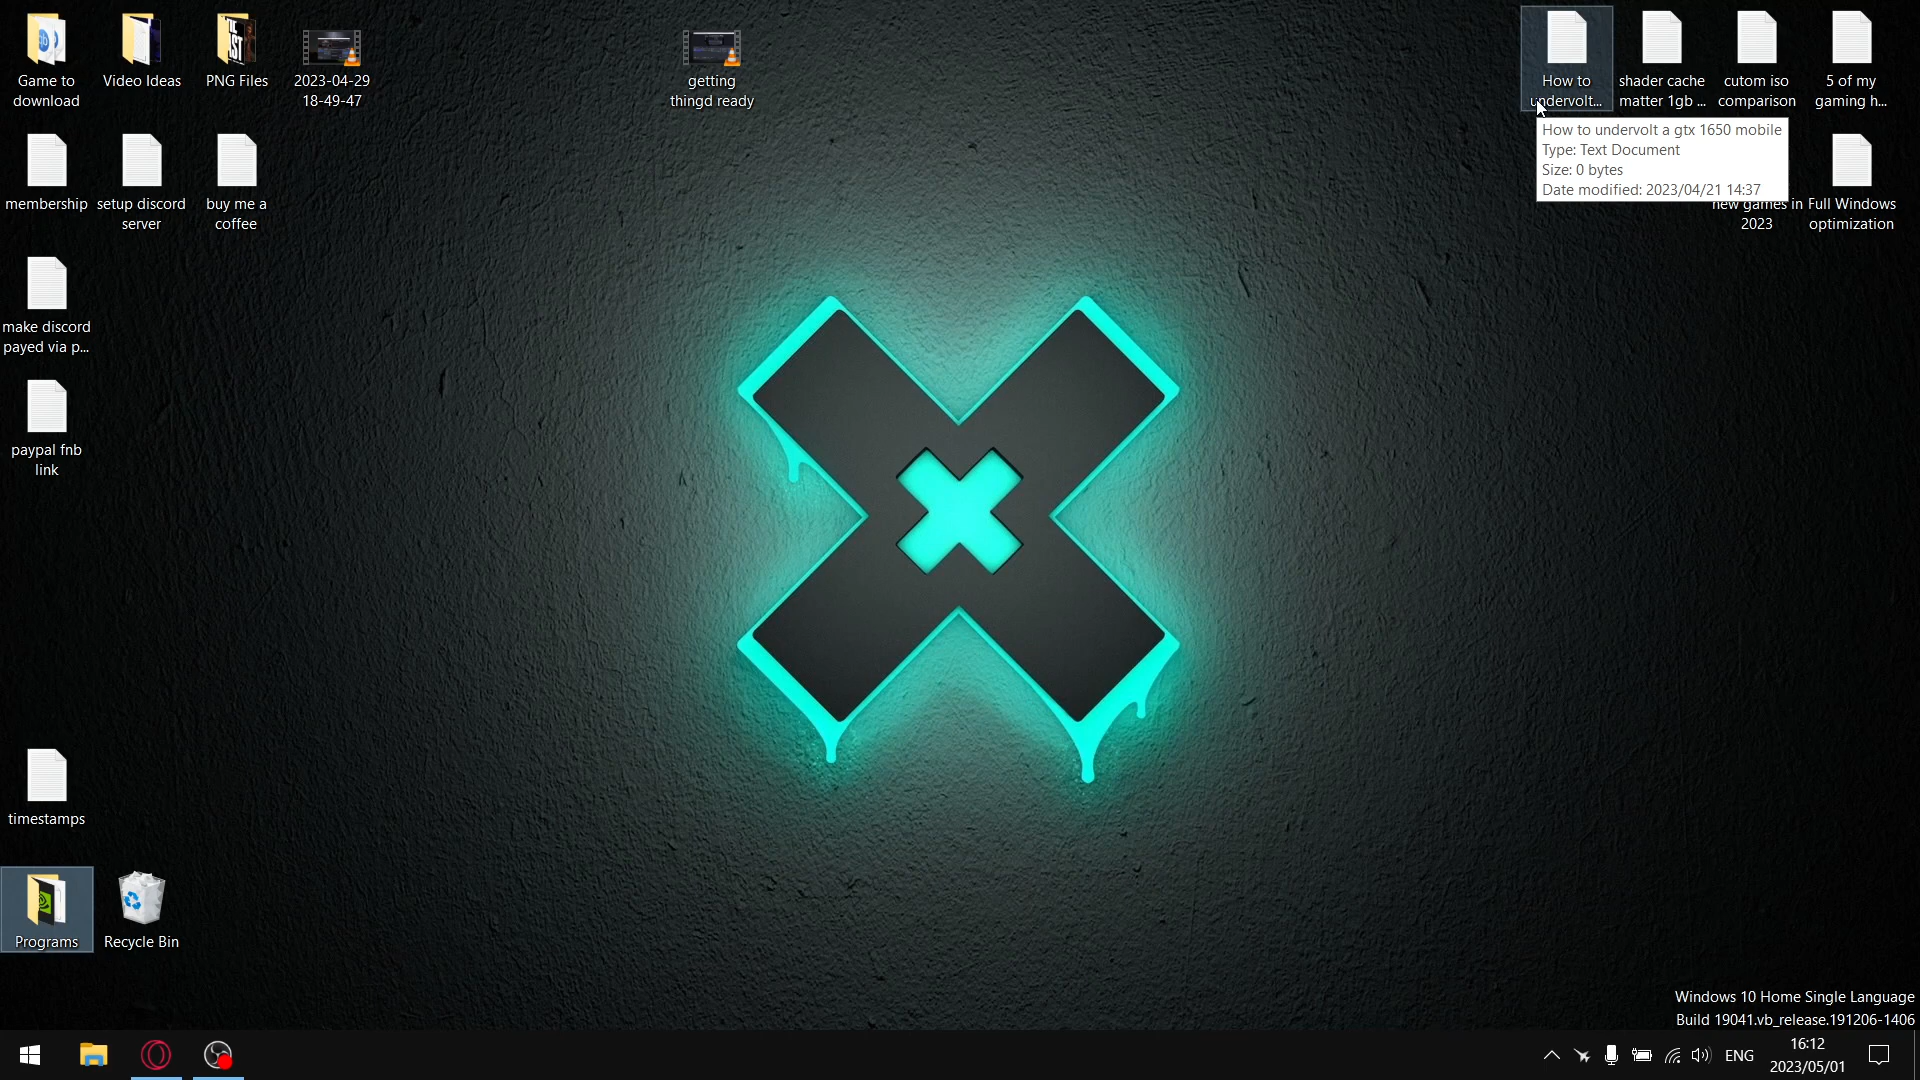 Game to
download
Video Ideas
PNG Files
2023-04-29
18-49-47
getting
thingd ready
How to
undervolt...
shader cache
matter 1gb ...
cutom iso
comparison
5 of my
gaming h...
How to undervolt a gtx 1650 mobile
Type: Text Document
Size: 0 bytes
Date modified: 2023/04/21 14:37
membership
setup discord
server
buy me a
coffee
new games in
2023
Full Windows
optimization
make discord
payed via p...
paypal fnb
link
timestamps
Programs
Recycle Bin
Windows 10 Home Single Language
Build 19041.vb_release.191206-1406
ENG
16:12
2023/05/01